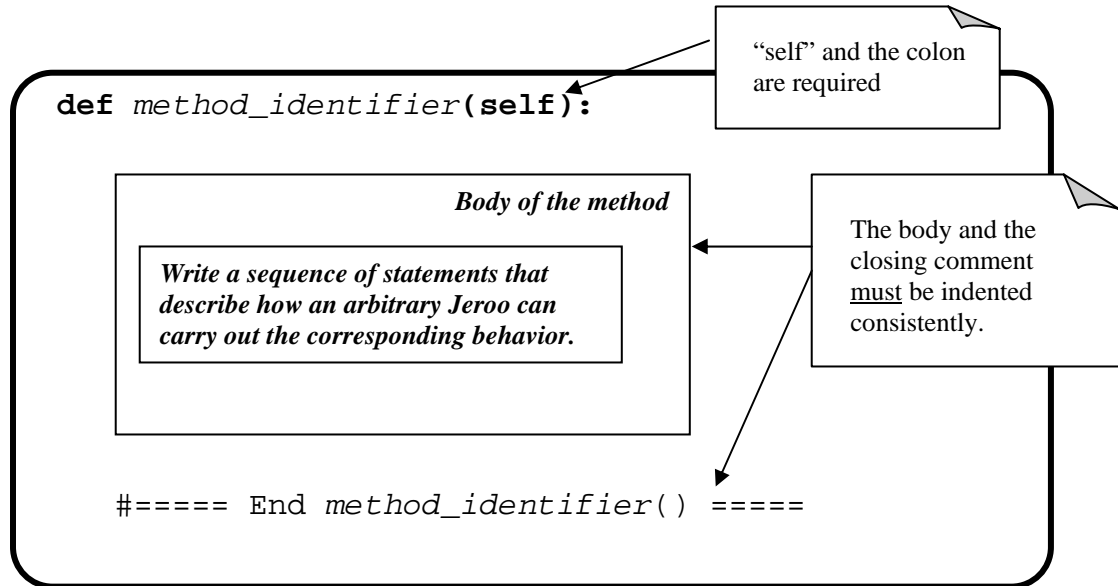 “self” and the colon
are required
def method_identifier(self):
Body of the method
Write a sequence of statements that
describe how an arbitrary Jeroo can
carry out the corresponding behavior.
The body and the
closing comment
must be indented
consistently.
#===== End method_identifier() =====